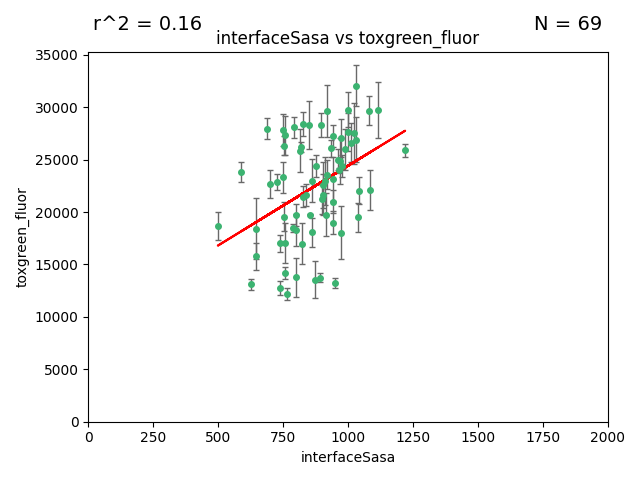 r^2 = 0.16
N = 69
interfaceSasa vs toxgreen_fluor
35000
30000
25000
20000
15000
10000
5000
0
toxgreen_fluor
0 250 500 750 1000 1250 1500 1750 2000
interfaceSasa